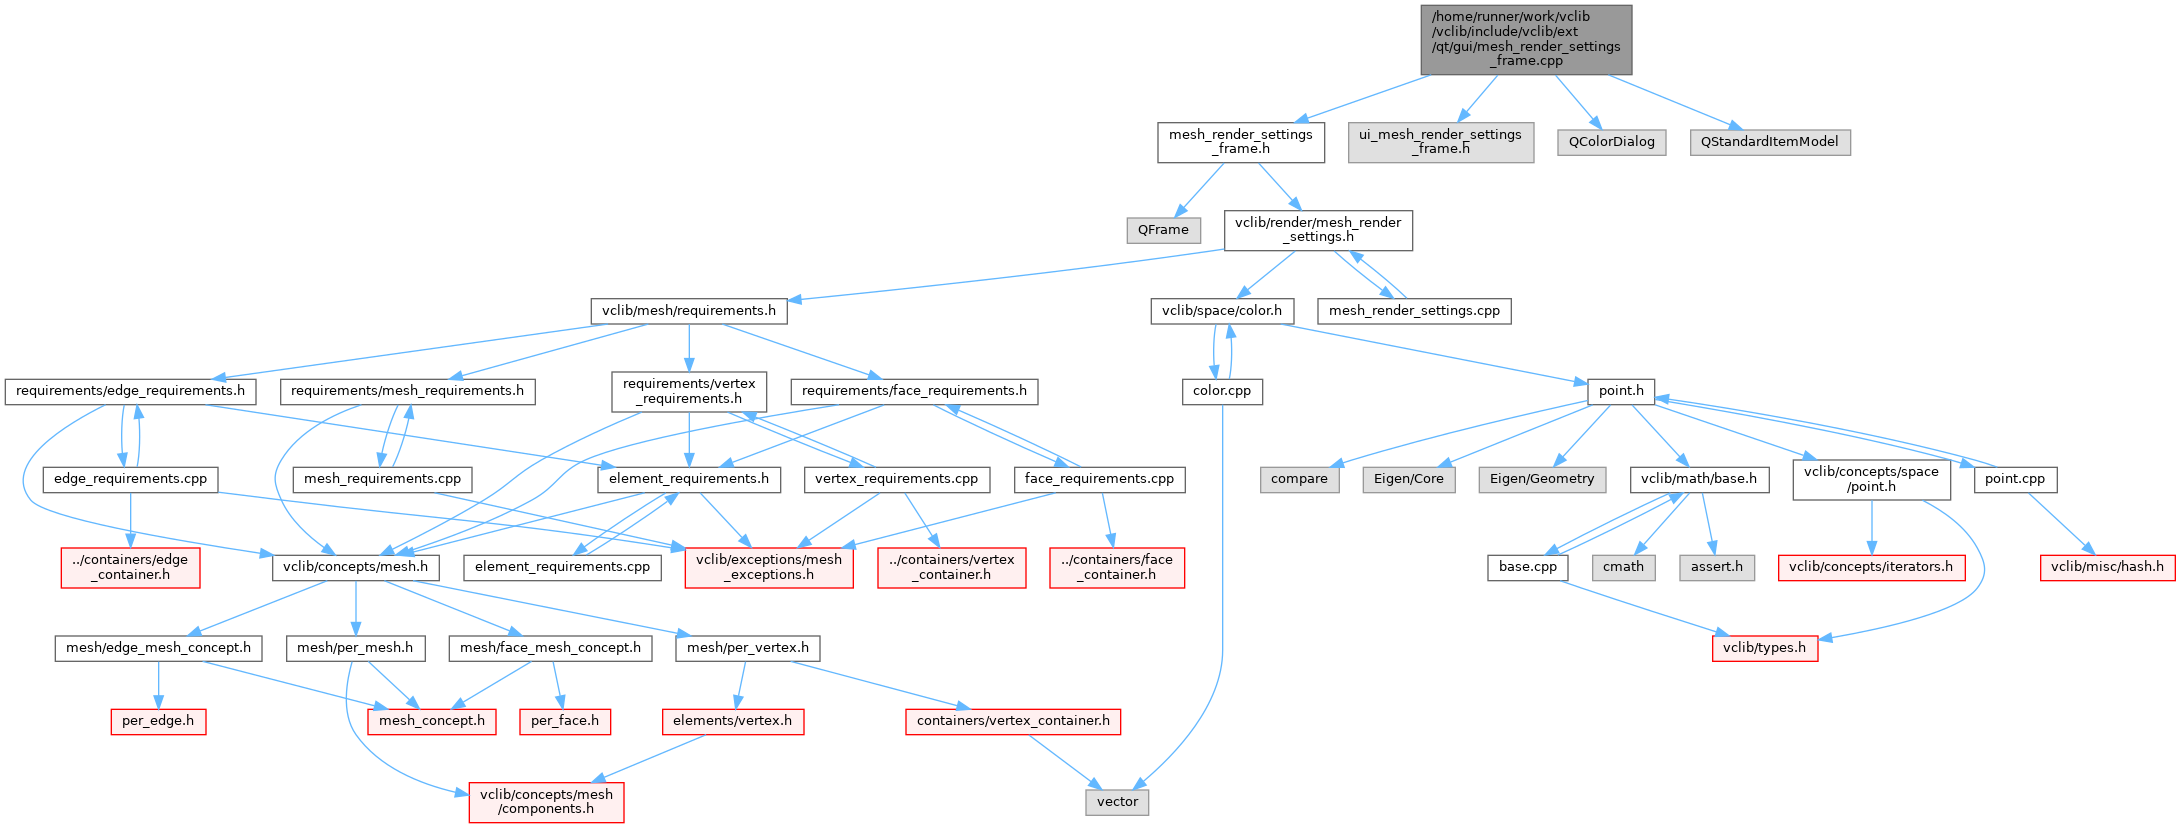 /home/runner/work/vclib
/vclib/include/vclib/ext
/qt/gui/mesh_render_settings
_frame.cpp
mesh_render_settings
_frame.h
ui_mesh_render_settings
_frame.h
QColorDialog
QStandardItemModel
QFrame
vclib/render/mesh_render
_settings.h
vclib/mesh/requirements.h
vclib/space/color.h
mesh_render_settings.cpp
requirements/edge_requirements.h
requirements/mesh_requirements.h
requirements/vertex
_requirements.h
requirements/face_requirements.h
color.cpp
point.h
edge_requirements.cpp
mesh_requirements.cpp
element_requirements.h
vertex_requirements.cpp
face_requirements.cpp
compare
Eigen/Core
Eigen/Geometry
vclib/math/base.h
vclib/concepts/space
/point.h
point.cpp
../containers/edge
_container.h
vclib/concepts/mesh.h
element_requirements.cpp
vclib/exceptions/mesh
_exceptions.h
../containers/vertex
_container.h
../containers/face
_container.h
base.cpp
cmath
assert.h
vclib/concepts/iterators.h
vclib/misc/hash.h
mesh/edge_mesh_concept.h
mesh/per_mesh.h
mesh/face_mesh_concept.h
mesh/per_vertex.h
vclib/types.h
per_edge.h
mesh_concept.h
per_face.h
elements/vertex.h
containers/vertex_container.h
vclib/concepts/mesh
/components.h
vector